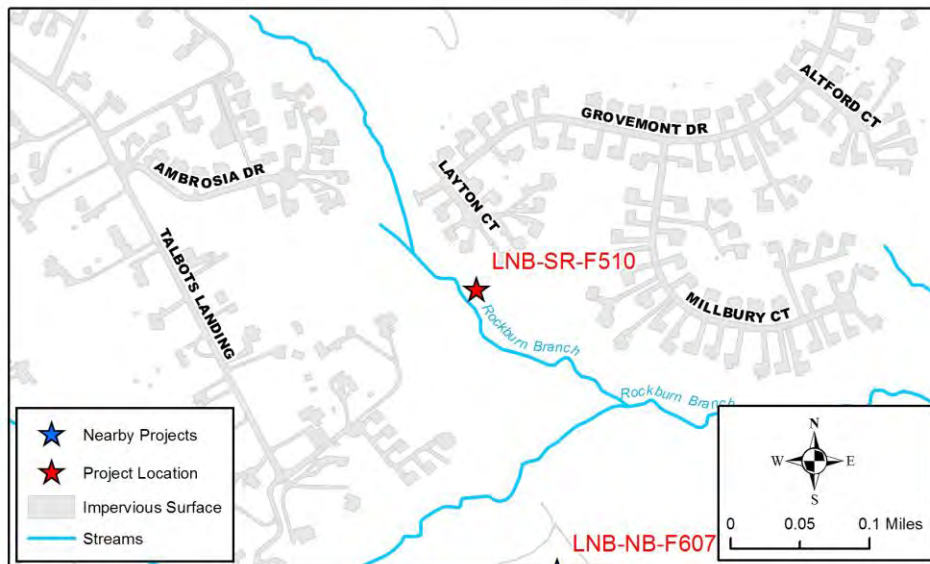 ALTFORD CT
GROVEMONT DR
AMBROSIA DR
LAYTON CT
TALBOTS LANDING
LNB-SR-F510
MILLBURY CT
Rockburn Branch
Rockburn Branch
Nearby Projects
Project Location
Impervious Surface
Streams
N
W E
S
0 0.05 0.1 Miles
LNB-NB-F607